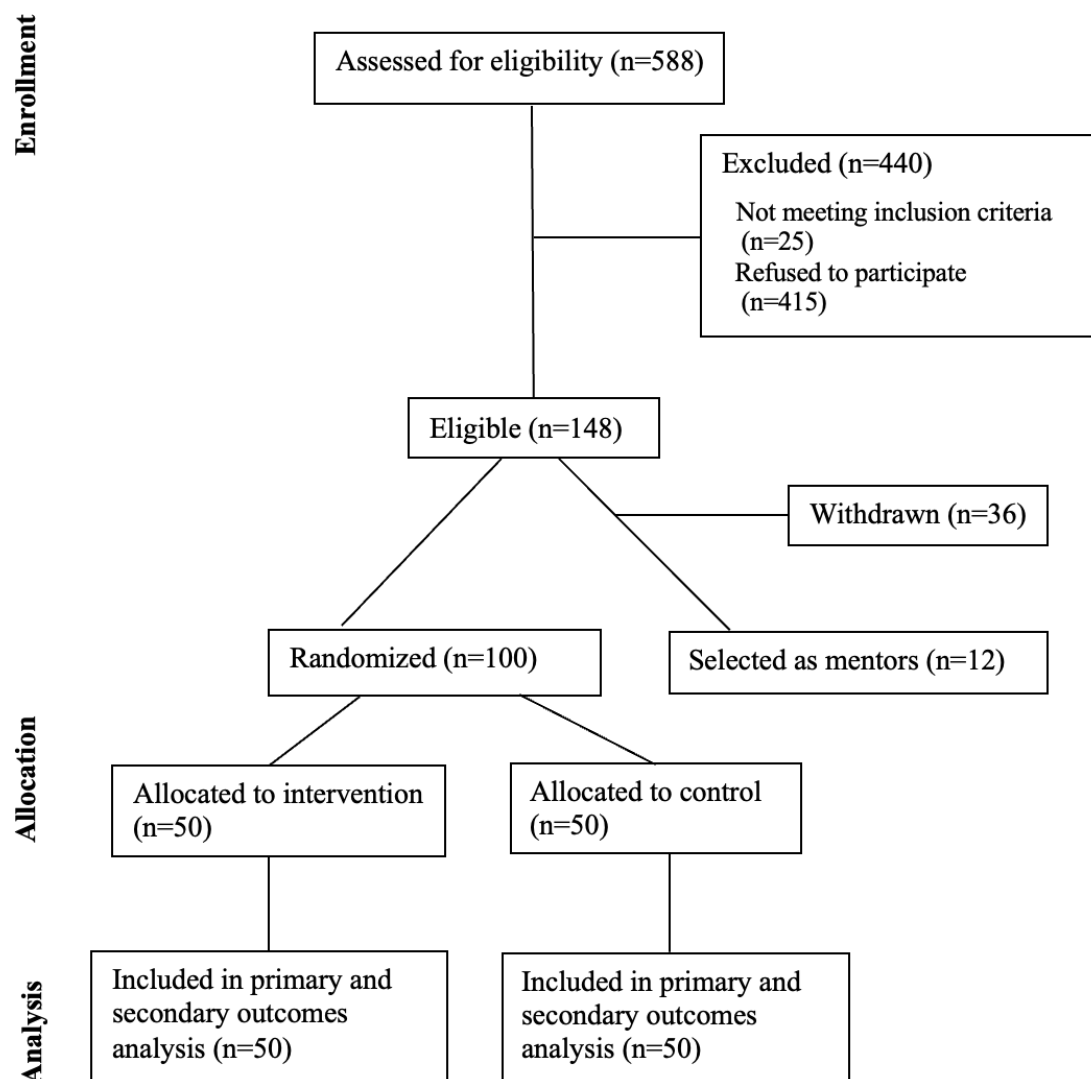 Enrollment
Assessed for eligibility (n=588)
Excluded (n=440)
Not meeting inclusion criteria
(n=25)
Refused to participate
(n=415)
Eligible (n=148)
Withdrawn (n=36)
Randomized (n=100)
Selected as mentors (n=12)
Allocation
Allocated to intervention
(n=50)
Allocated to control
(n=50)
Analysis
Included in primary and
secondary outcomes
analysis (n=50)
Included in primary and
secondary outcomes
analysis (n=50)